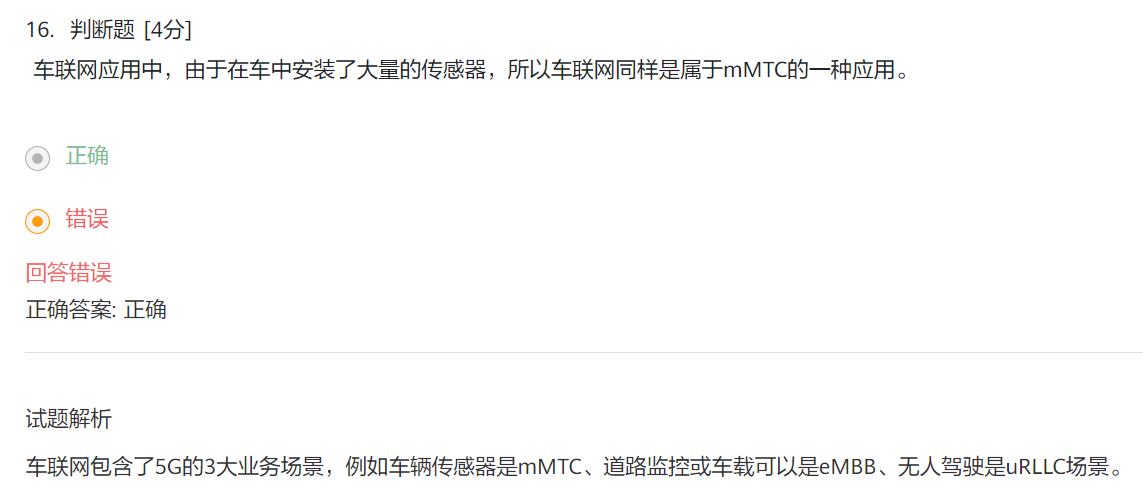 16. 判断题 [4分]
车联网应用中，由于在车中安装了大量的传感器，所以车联网同样是属于mMTC的一种应用。
正确
错误
回答错误
正确答案: 正确
试题解析
车联网包含了5G的3大业务场景，例如车辆传感器是mMTC、道路监控或车载可以是eMBB、无人驾驶是uRLLC场景。